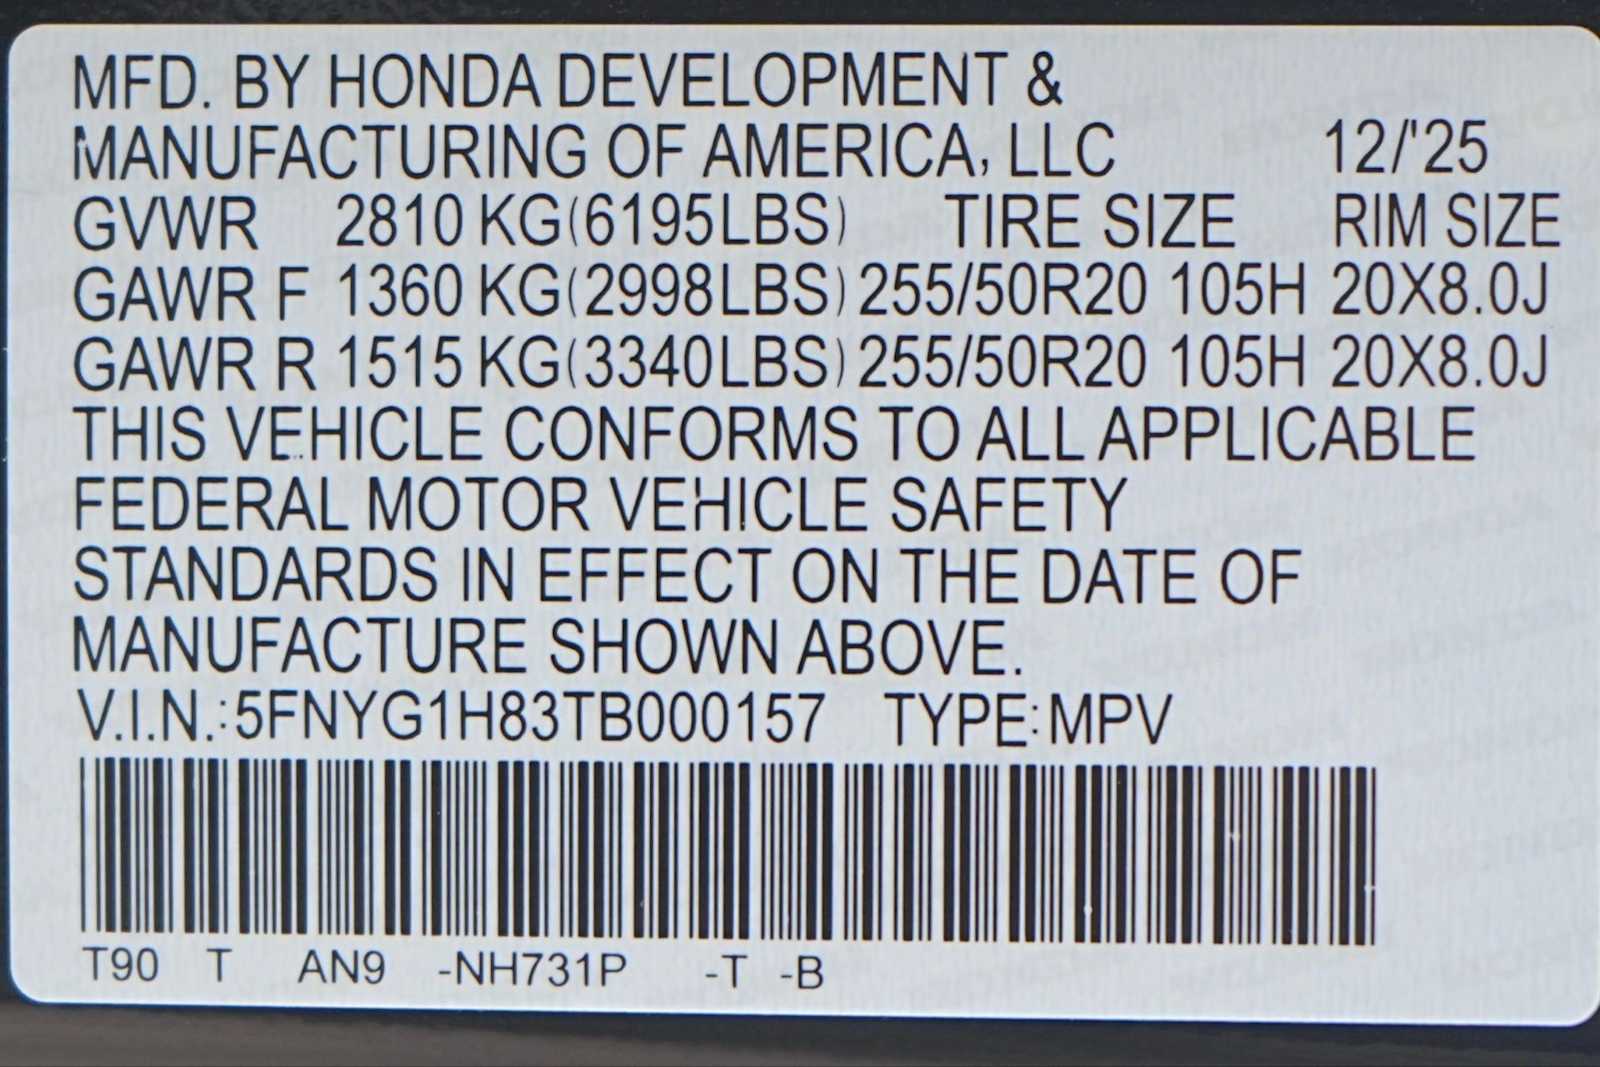 MFD. BY HONDA DEVELOPMENT &
MANUFACTURING OF AMERICA, LLC 12/'25
GVWR 2810 KG(6195LBS) TIRE SIZE RIM SIZE
GAWR F 1360 KG(2998LBS) 255/50R20 105H 20X8.0J
GAWR R 1515 KG(3340LBS) 255/50R20 105H 20X8.0J
THIS VEHICLE CONFORMS TO ALL APPLICABLE
FEDERAL MOTOR VEHICLE SAFETY
STANDARDS IN EFFECT ON THE DATE OF
MANUFACTURE SHOWN ABOVE.
V.I.N.:5FNYG1H83TB000157 TYPE:MPV
T90 T AN9 -NH731P -T -B